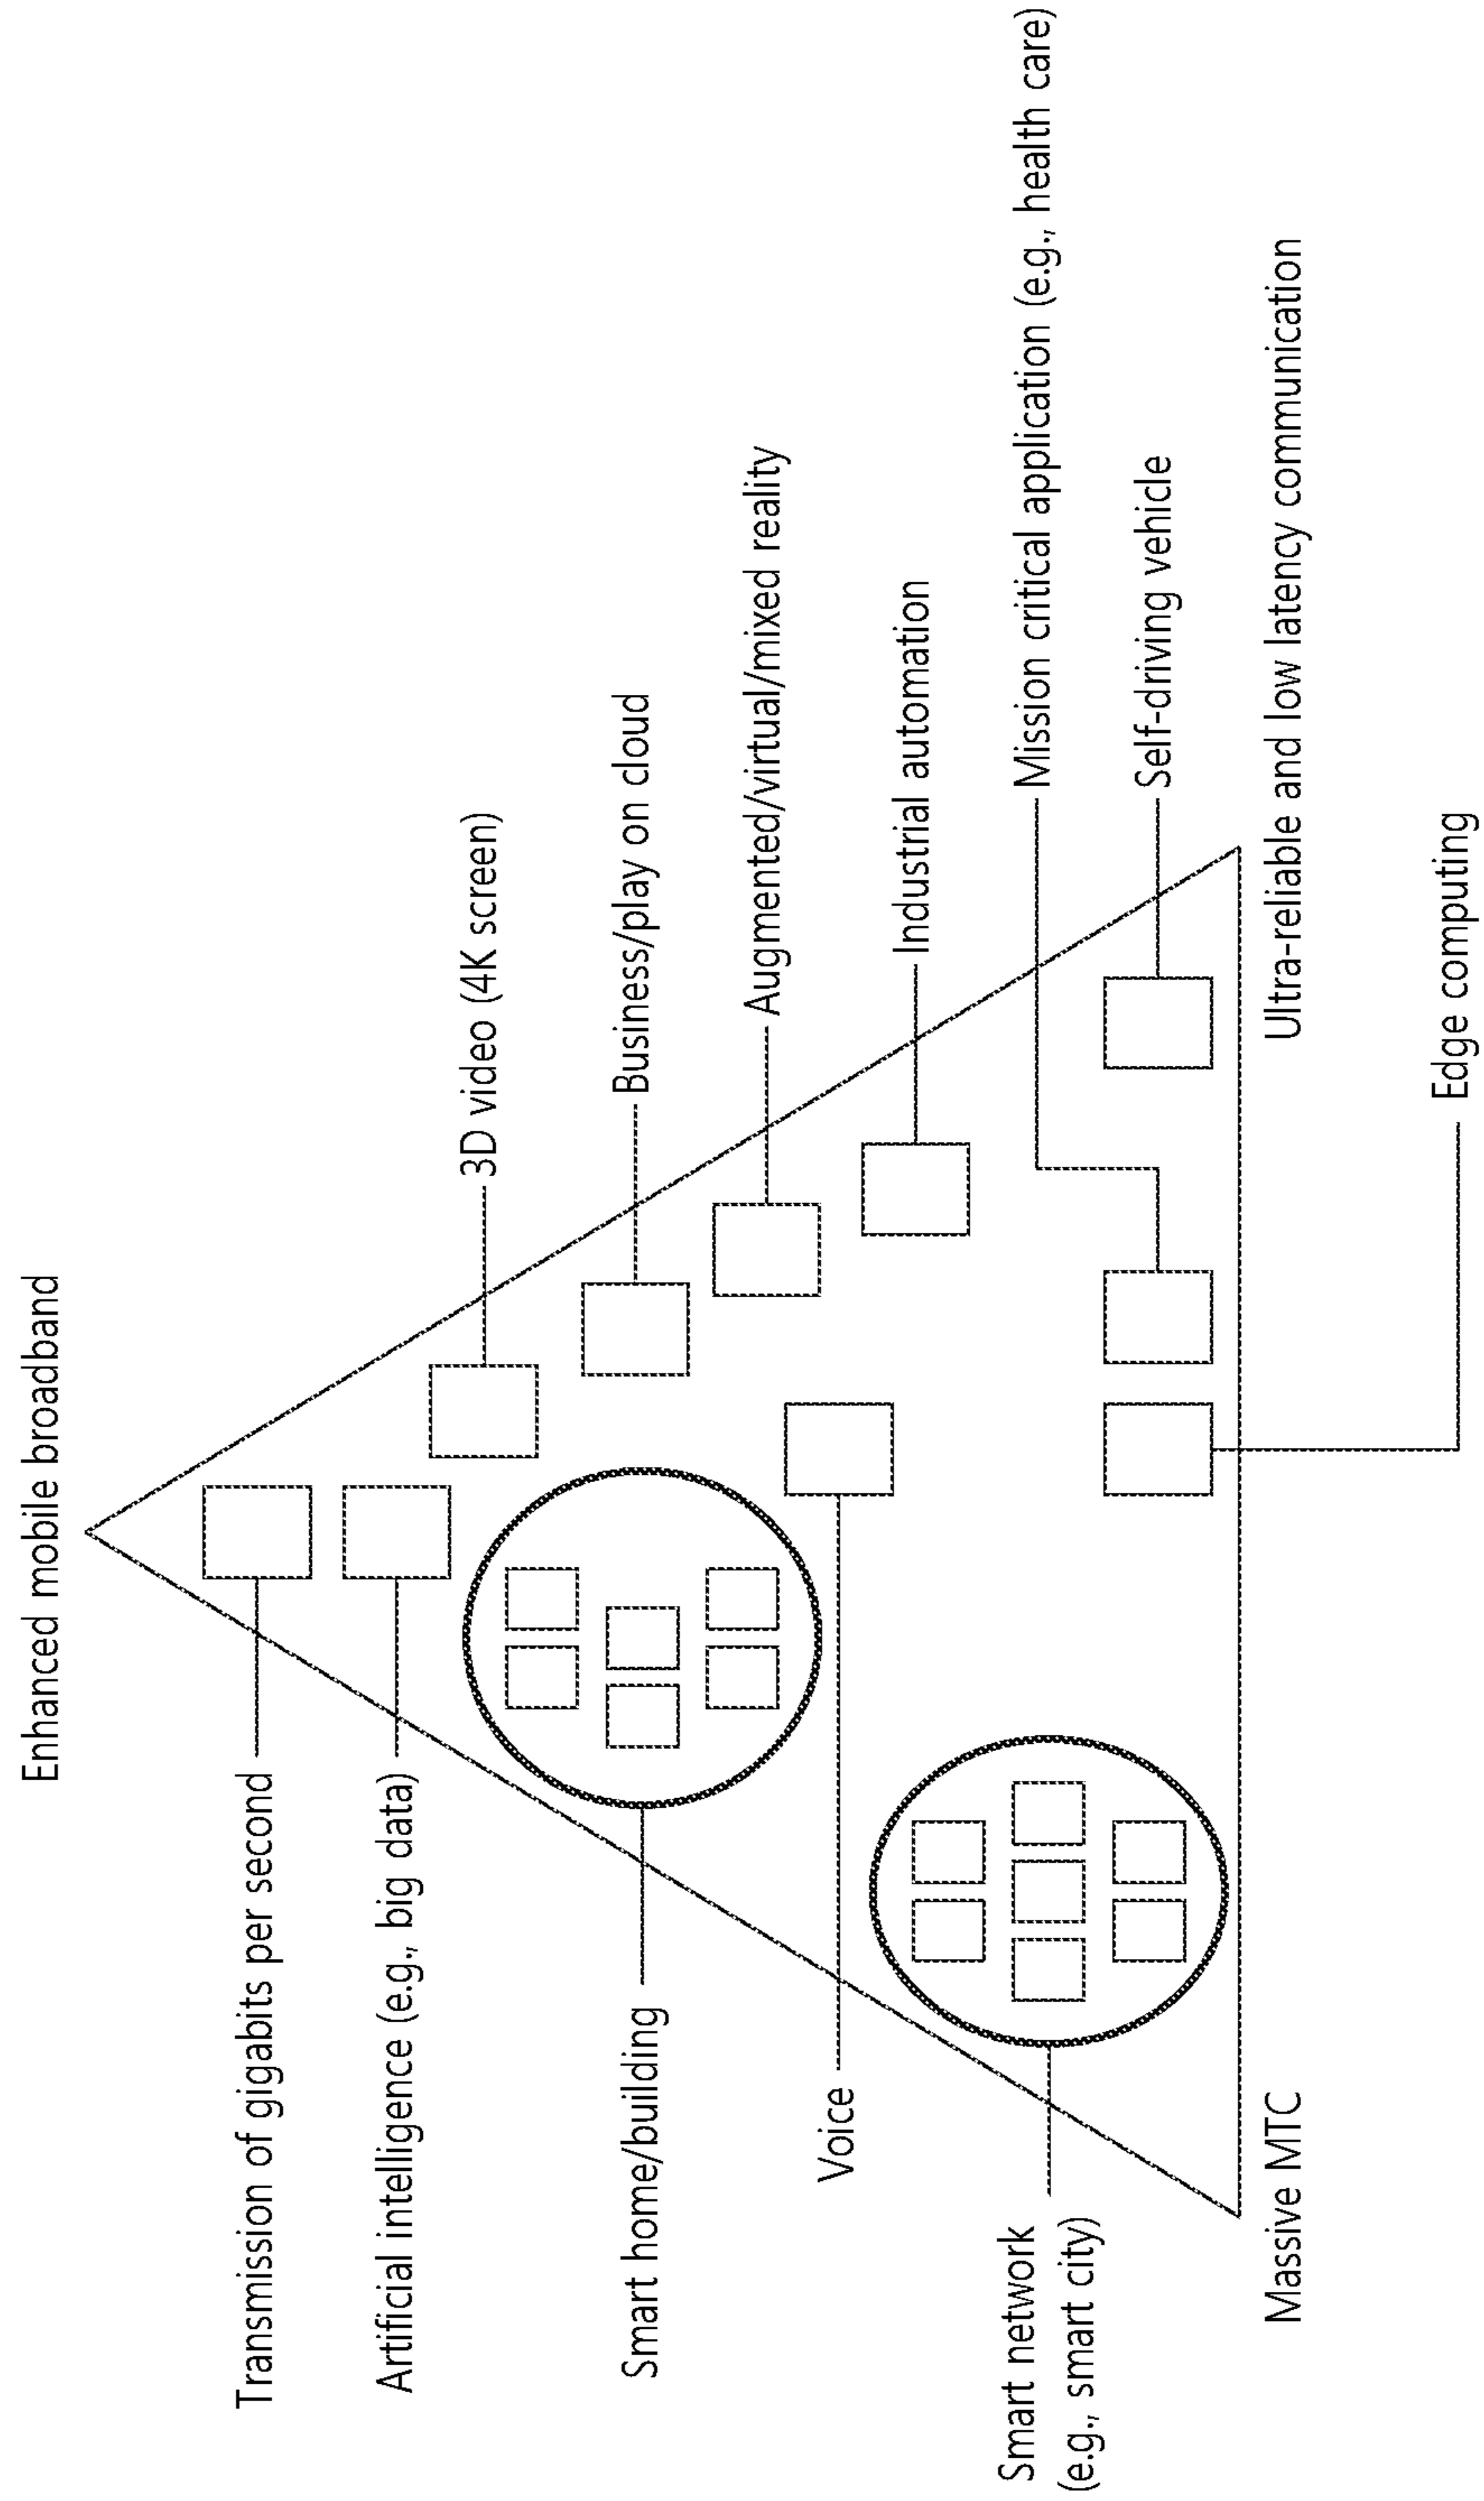 Enhanced mobile broadband
Transmission of gigabits per second
Artificial intelligence (e.g., big data)
3D video (4K screen)
Smart home/building
Business/play on cloud
Augmented/virtual/mixed reality
Voice
Industrial automation
Smart network
(e.g., smart city)
Mission critical application (e.g., health care)
Self-driving vehicle
Massive MTC
Ultra-reliable and low latency communication
Edge computing